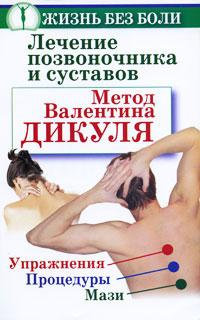 ЖИЗНЬ БЕЗ БОЛИ
Лечение
позвоночника
и суставов
Метод
Валентина
ДИКУЛЯ
Упражнения
Процедуры
Мази